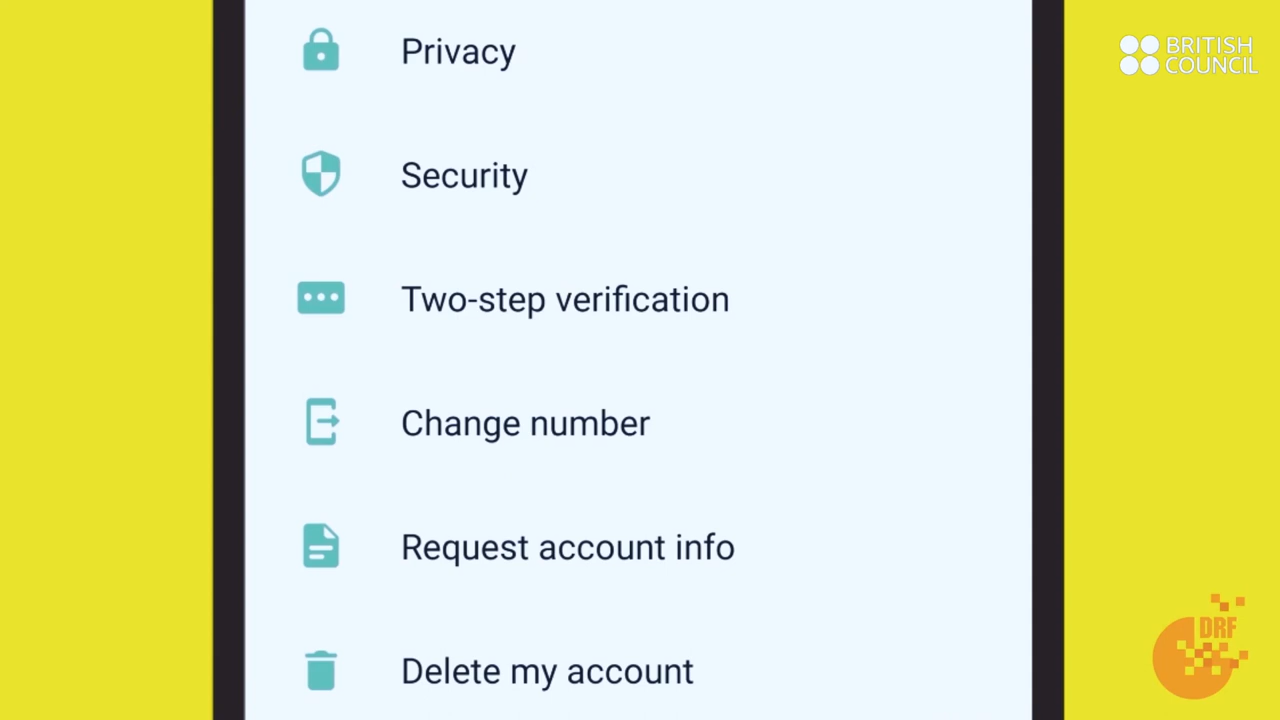 Privacy
BRITISH
COUNCIL
Security
Two-step verification
Change number
Request account info
DRF
Delete my account